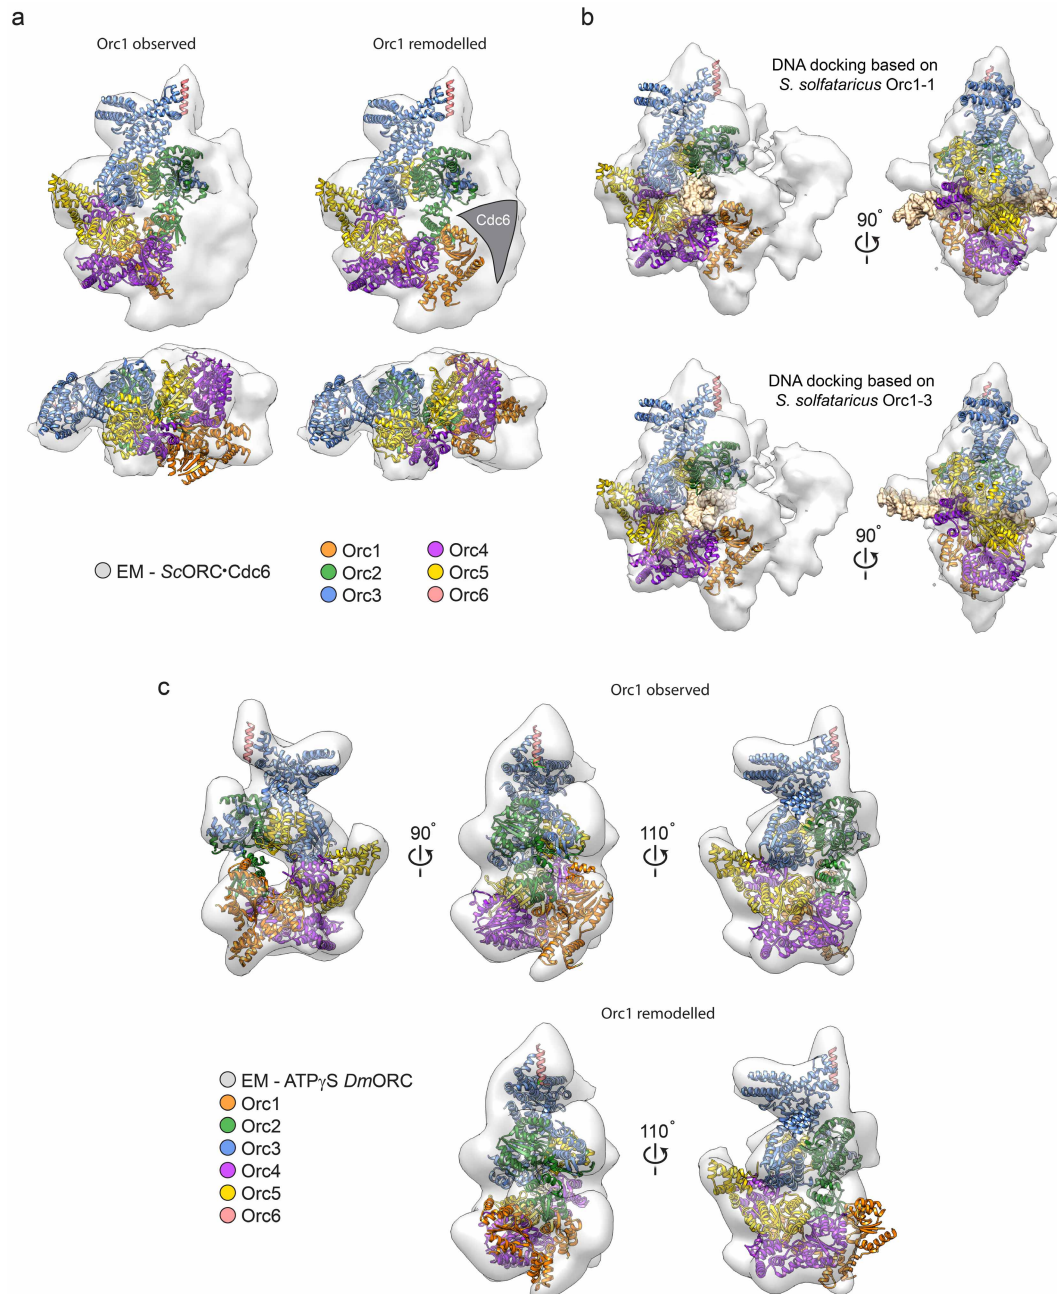 a
Orc1 observed
Orc1 remodelled
Cdc6
EM - ScORC•Cdc6
Orc1
Orc2
Orc3
Orc4
Orc5
Orc6
b
DNA docking based on
S. solfataricus Orc1-1
90°
DNA docking based on
S. solfataricus Orc1-3
90°
c
Orc1 observed
90°
110°
Orc1 remodelled
110°
EM - ATPγS DmORC
Orc1
Orc2
Orc3
Orc4
Orc5
Orc6